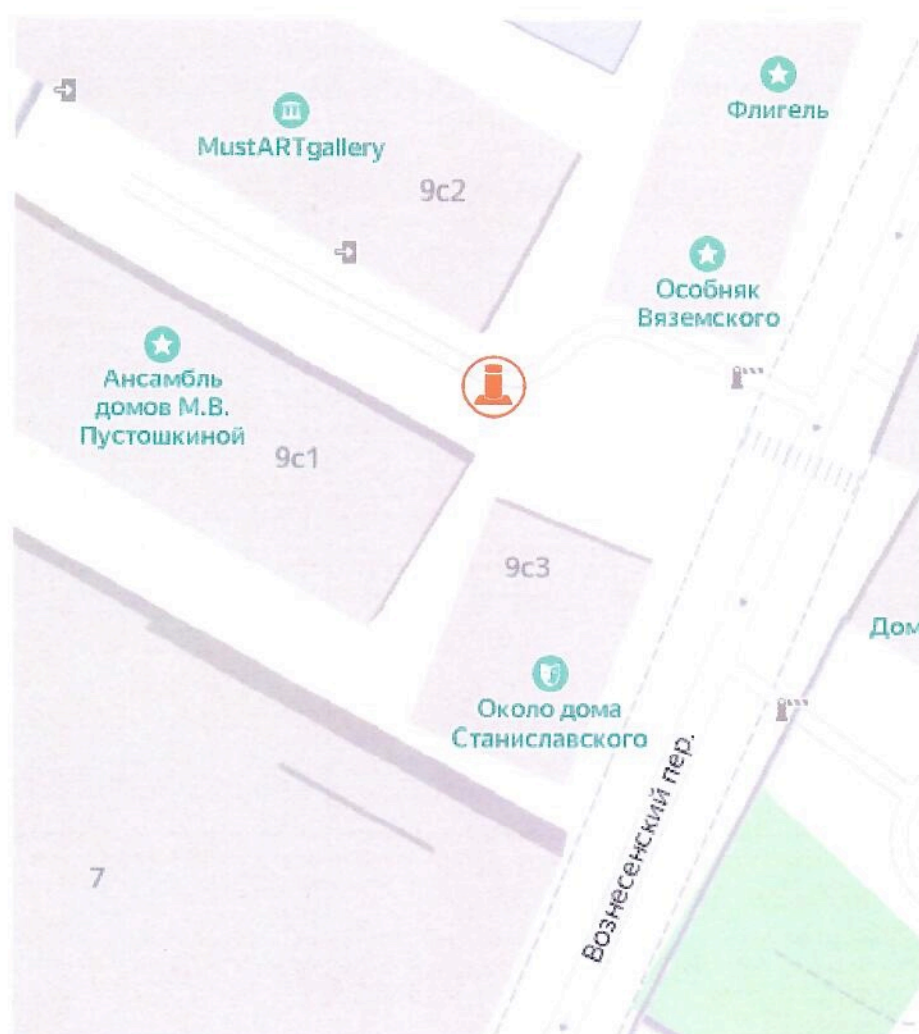 Флигель
MustARTgallery
9с2
Особняк
Вяземского
Ансамбль
домов М.В.
Пустошкиной
9с1
9с3
Дом
Около дома
Станиславского
Вознесенский пер.
7